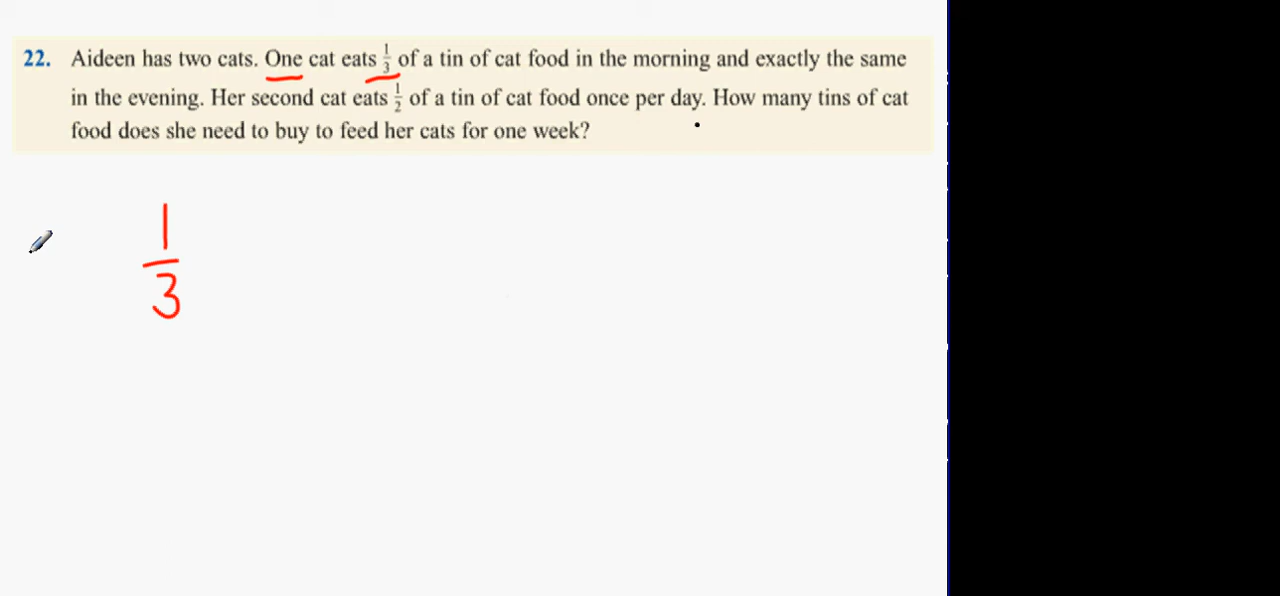 22. Aideen has two cats. One cat eats 1/3 of a tin of cat food in the morning and exactly the same
in the evening. Her second cat eats 1/2 of a tin of cat food once per day. How many tins of cat
food does she need to buy to feed her cats for one week?
1
3